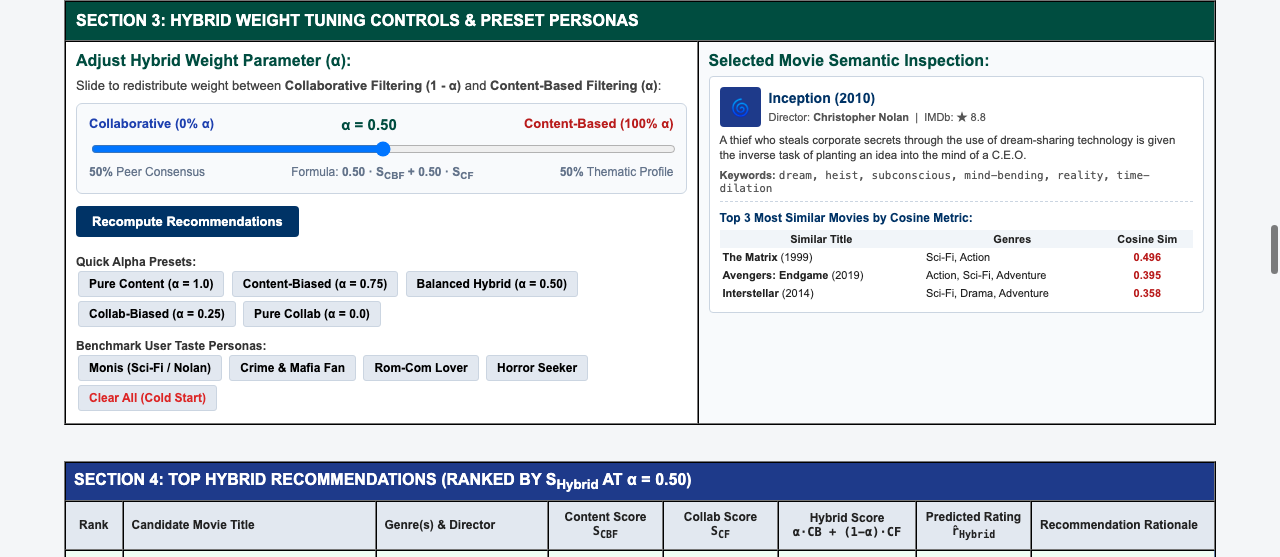 SECTION 3: HYBRID WEIGHT TUNING CONTROLS & PRESET PERSONAS
Adjust Hybrid Weight Parameter (α):
Slide to redistribute weight between Collaborative Filtering (1 - α) and Content-Based Filtering (α):
Collaborative (0% α) α = 0.50 Content-Based (100% α)
50% Peer Consensus Formula: 0.50 · SCBF + 0.50 · SCF 50% Thematic Profile
Recompute Recommendations
Quick Alpha Presets:
Pure Content (α = 1.0) Content-Biased (α = 0.75) Balanced Hybrid (α = 0.50)
Collab-Biased (α = 0.25) Pure Collab (α = 0.0)
Benchmark User Taste Personas:
Monis (Sci-Fi / Nolan) Crime & Mafia Fan Rom-Com Lover Horror Seeker
Clear All (Cold Start)
Selected Movie Semantic Inspection:
Inception (2010)
Director: Christopher Nolan | IMDb: ★ 8.8
A thief who steals corporate secrets through the use of dream-sharing technology is given
the inverse task of planting an idea into the mind of a C.E.O.
Keywords: dream, heist, subconscious, mind-bending, reality, time-
dilation
Top 3 Most Similar Movies by Cosine Metric:
Similar Title Genres Cosine Sim
The Matrix (1999) Sci-Fi, Action 0.496
Avengers: Endgame (2019) Action, Sci-Fi, Adventure 0.395
Interstellar (2014) Sci-Fi, Drama, Adventure 0.358
SECTION 4: TOP HYBRID RECOMMENDATIONS (RANKED BY SHybrid AT α = 0.50)
Rank Candidate Movie Title Genre(s) & Director Content Score SCBF Collab Score SCF Hybrid Score α·CB + (1−α)·CF Predicted Rating r̂Hybrid Recommendation Rationale